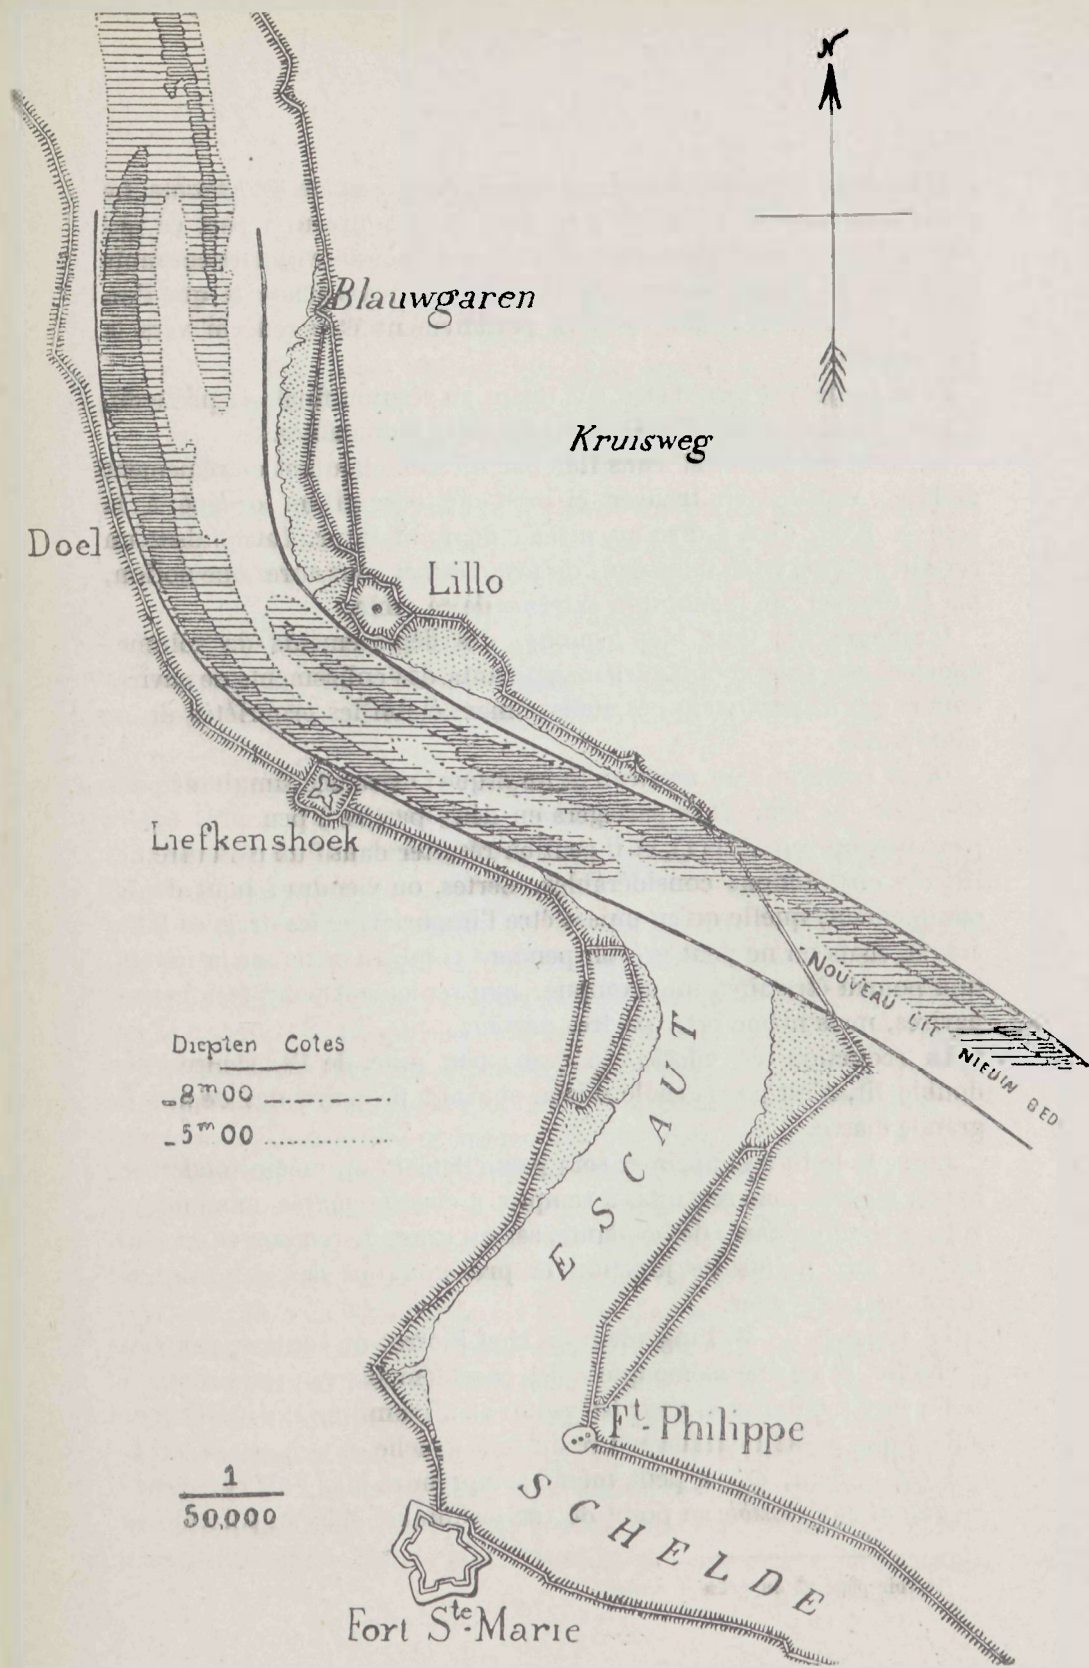 N
Blauwgaren
Kruisweg
Doel
Lillo
Liefkenshoek
NOUVEAU LIT
NIEUW BED
Diepten Cotes
-8m00
-5m00
ESCAUT
Ft-Philippe
1
50,000
SCHELDE
Fort Ste-Marie